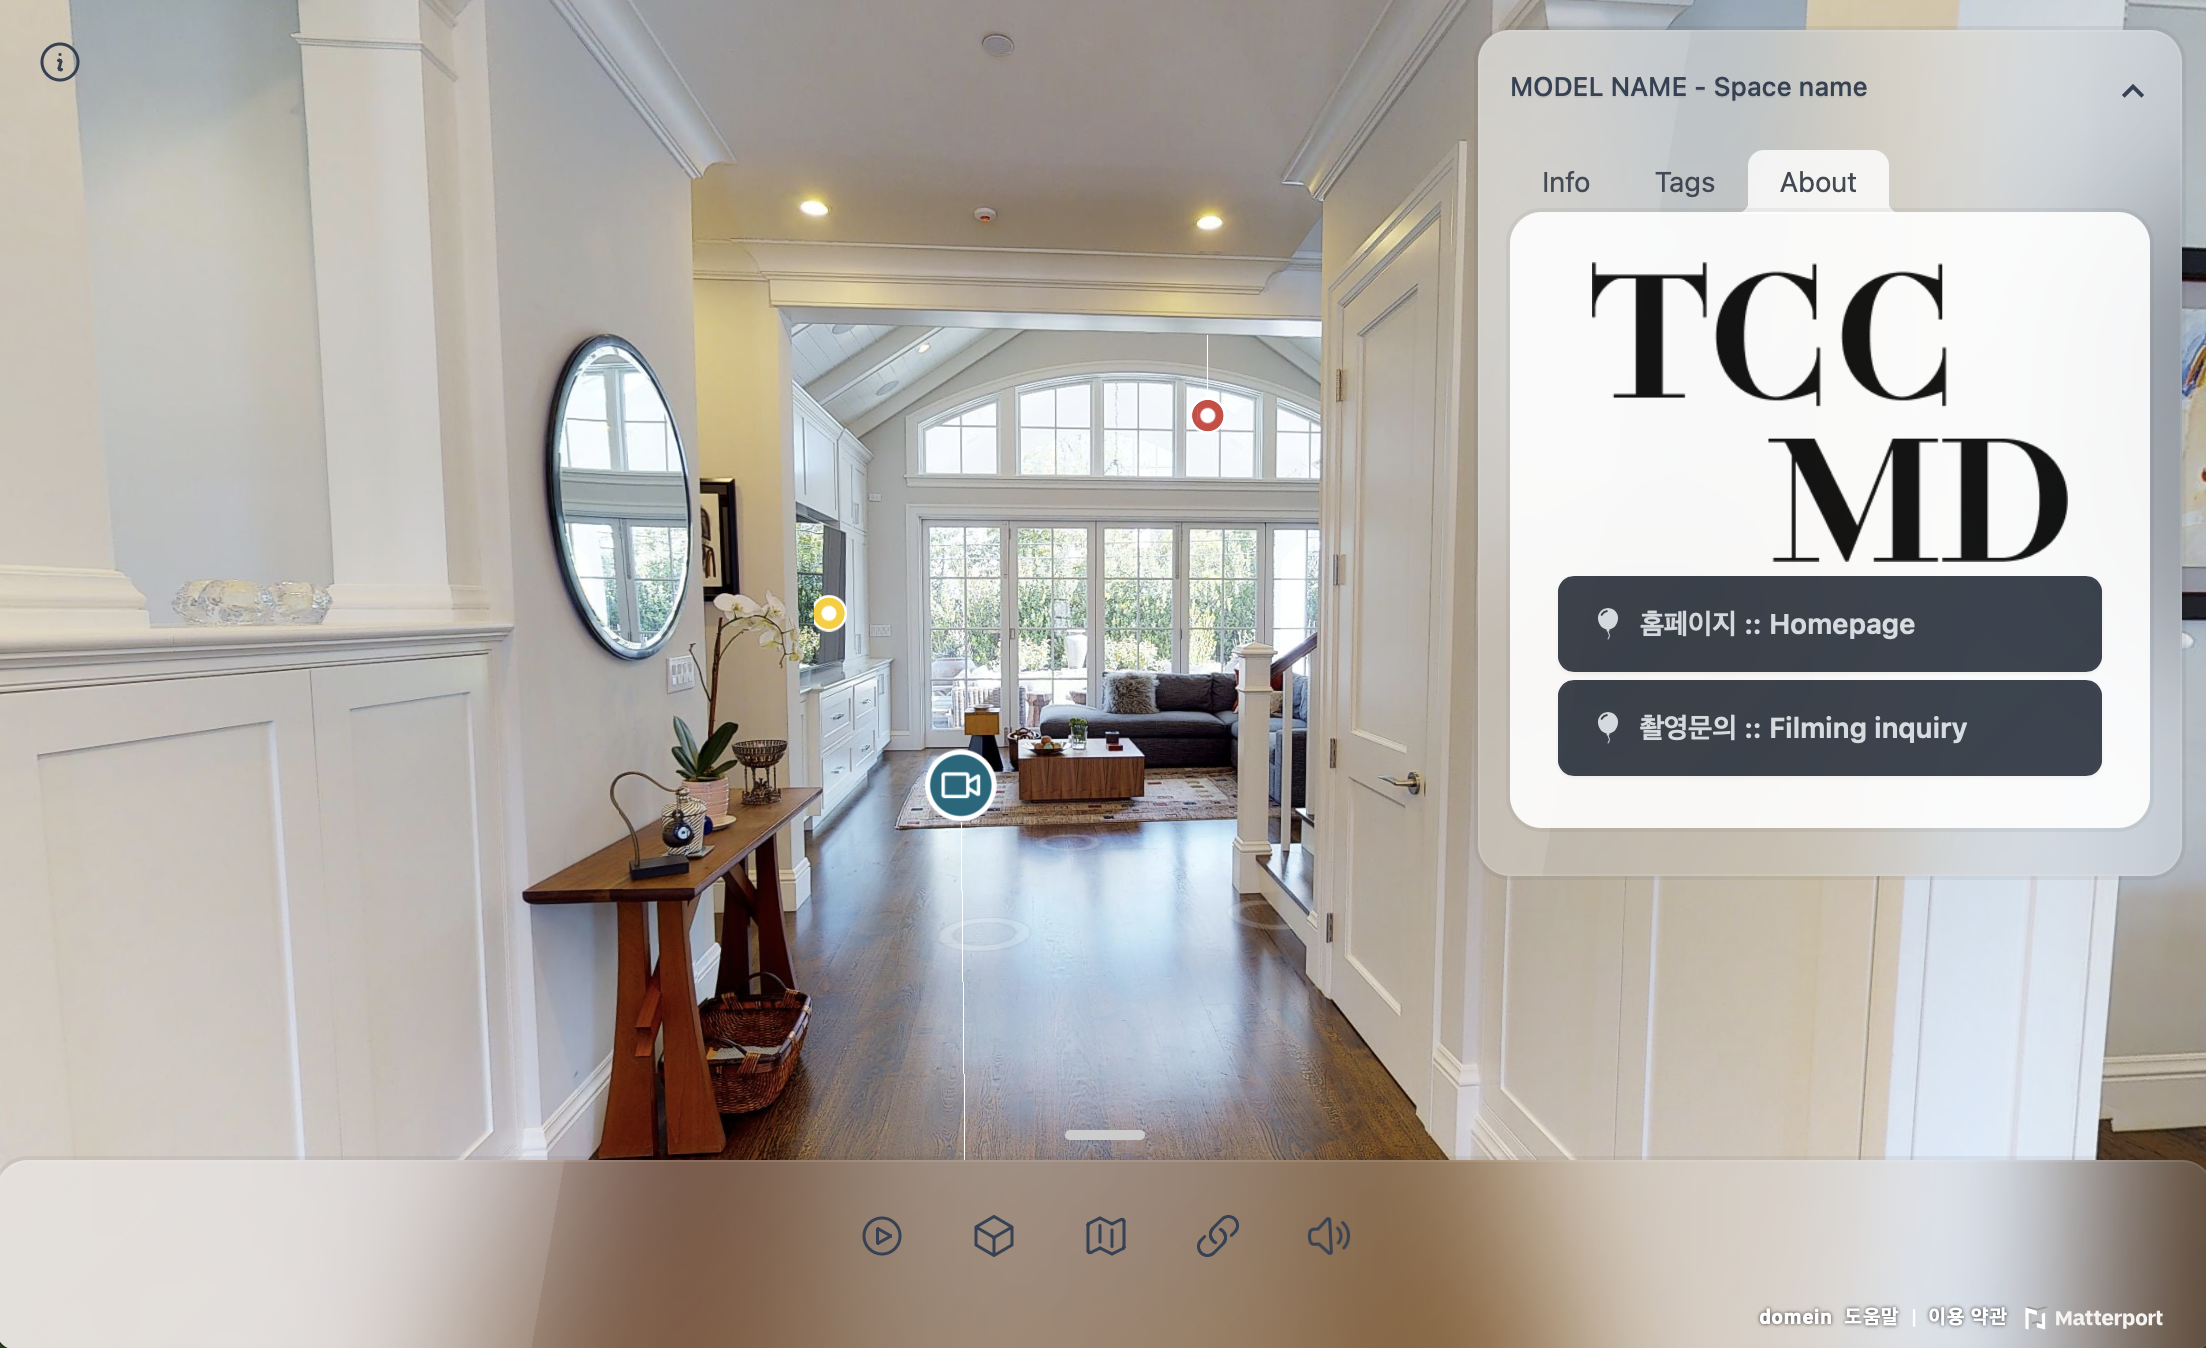 MODEL NAME - Space name
Info
Tags
About
TCC
MD
홈페이지 :: Homepage
촬영문의 :: Filming inquiry
domein 도움말 | 이용 약관 Matterport